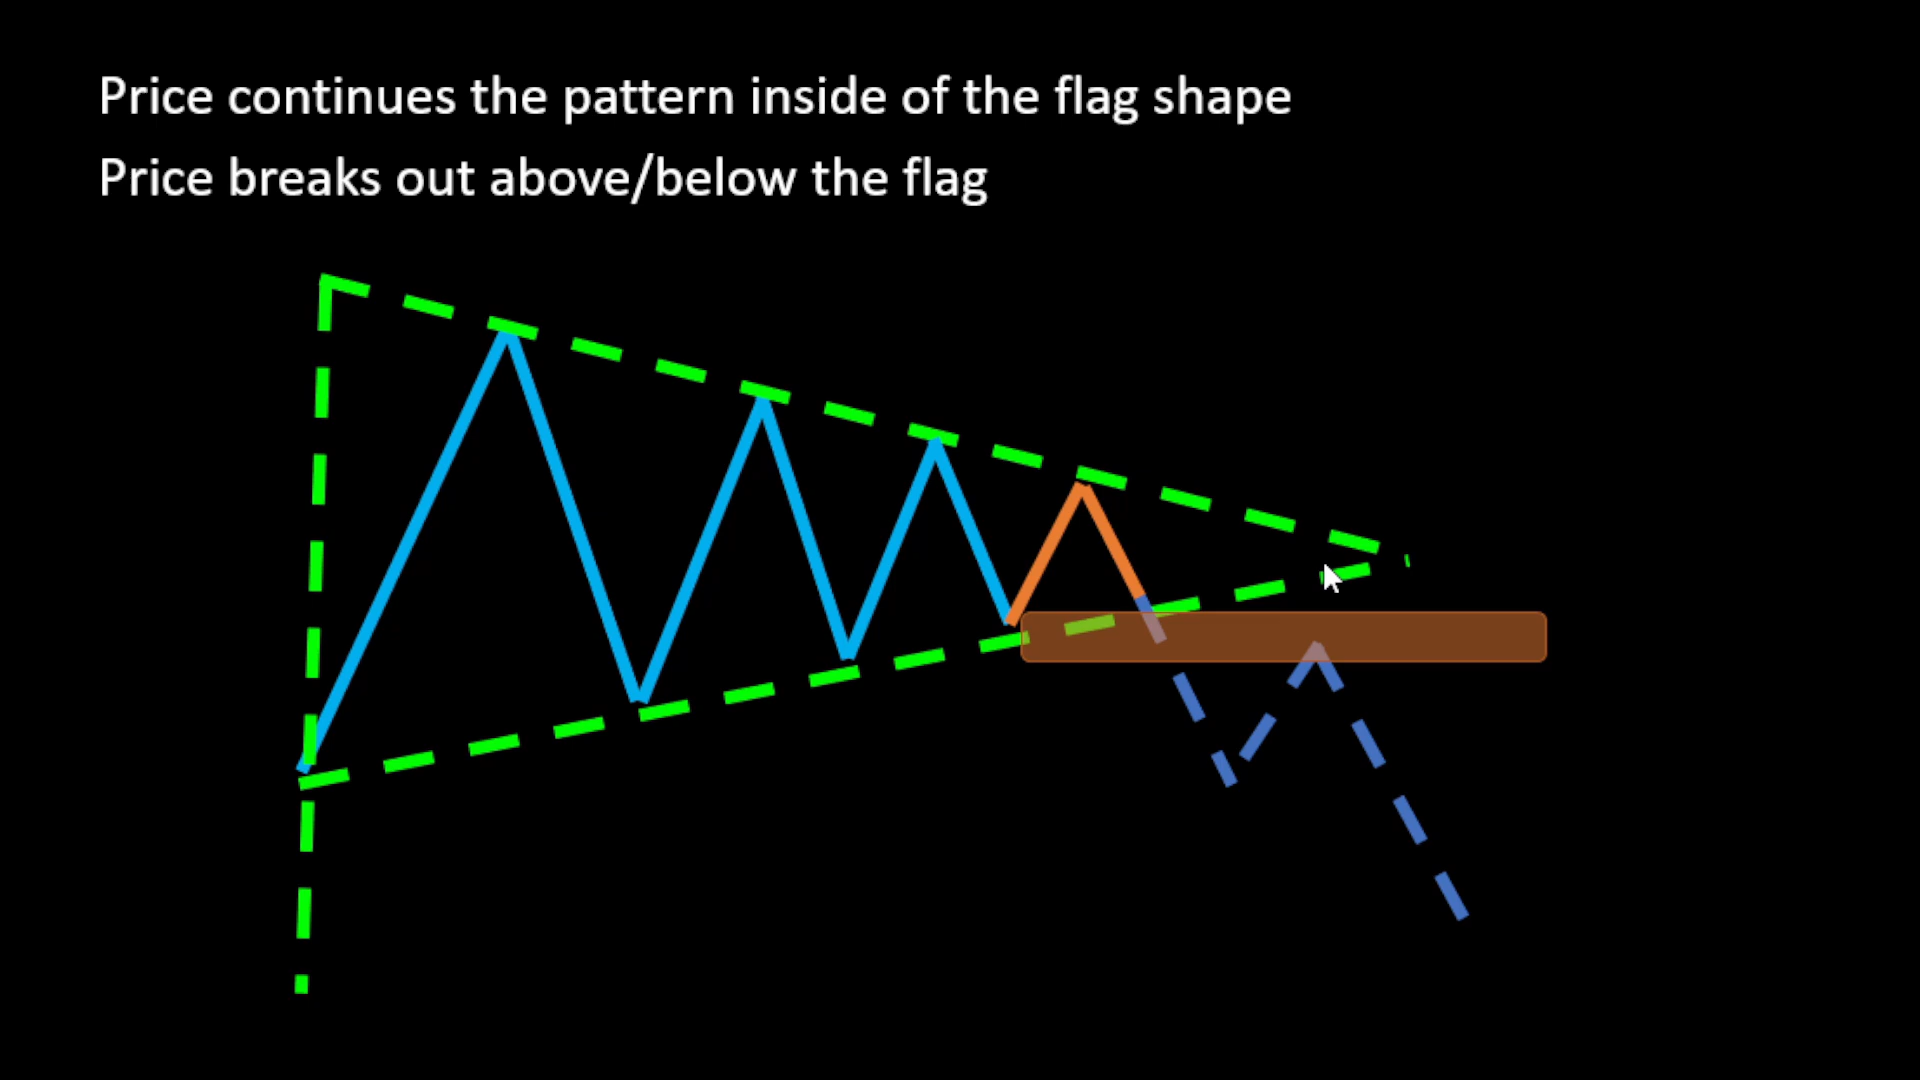 Price continues the pattern inside of the flag shape
Price breaks out above/below the flag